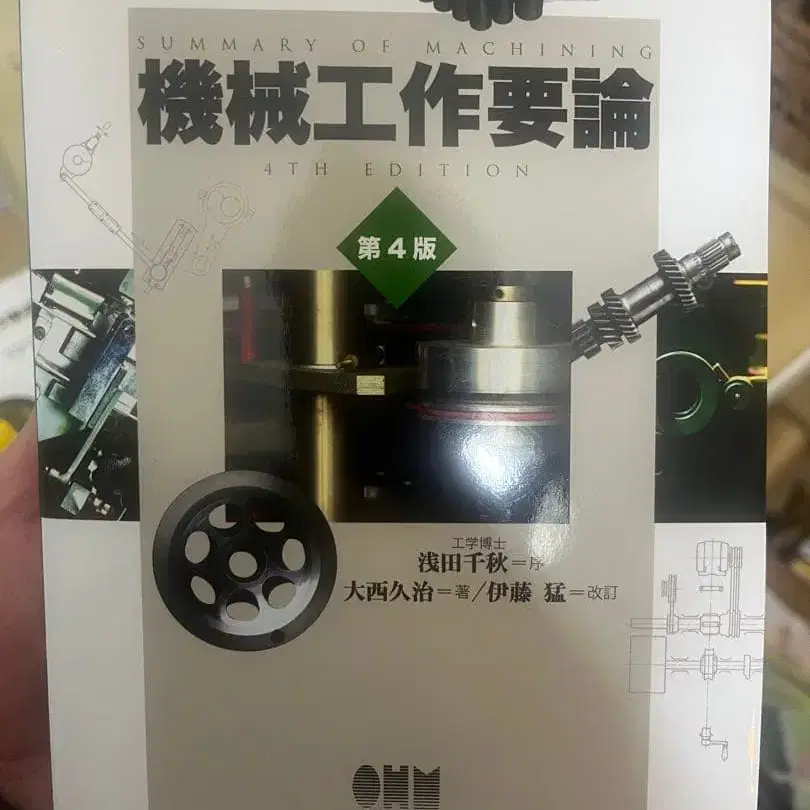 SUMMARY OF MACHINING
機械工作要論
4TH EDITION
第4版
工学博士
浅田千秋＝序
大西久治＝著/伊藤 猛＝改訂
OHM